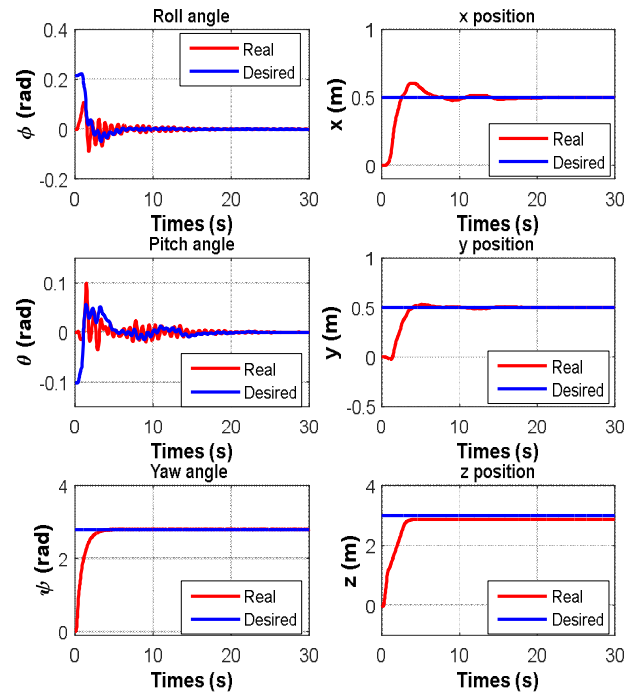 Roll angle
0.4
0.2
0
-0.2
ϕ (rad)
Real
Desired
0
10
20
30
Times (s)
x position
1
0.5
0
x (m)
Real
Desired
0
10
20
30
Times (s)
Pitch angle
0.1
0
-0.1
θ (rad)
Real
Desired
0
10
20
30
Times (s)
y position
1
0.5
0
-0.5
y (m)
Real
Desired
0
10
20
30
Times (s)
Yaw angle
4
2
0
ψ (rad)
Real
Desired
0
10
20
30
Times (s)
z position
4
2
0
z (m)
Real
Desired
0
10
20
30
Times (s)